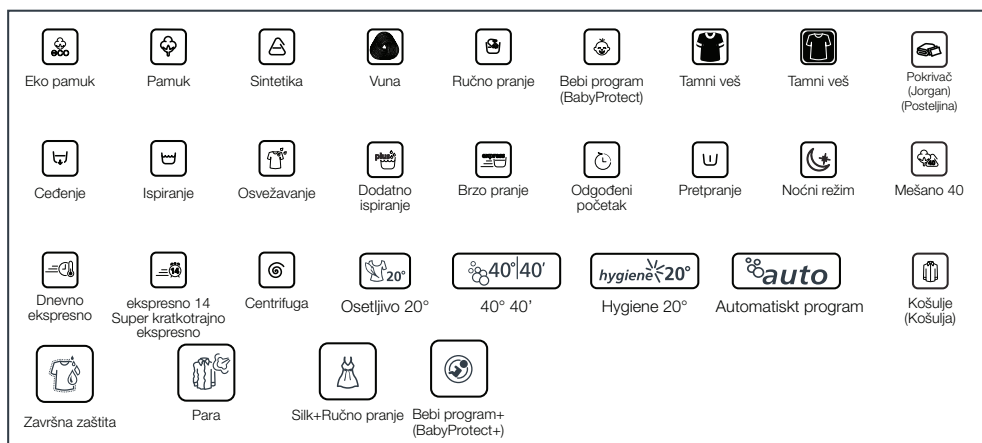 eco
Eko pamuk
Pamuk
Sintetika
Vuna
Ručno pranje
Bebi program
(BabyProtect)
Tamni veš
Tamni veš
Pokrivač
(Jorgan)
(Posteljina)
plus
express
Ceđenje
Ispiranje
Osvežavanje
Dodatno
ispiranje
Brzo pranje
Odgođeni
početak
Pretpranje
Noćni režim
Mešano 40
14
20°
40° 40'
hygiene 20°
auto
Dnevno
ekspresno
ekspresno 14
Super kratkotrajno
ekspresno
Centrifuga
Osetljivo 20°
40° 40’
Hygiene 20°
Automatiskt program
Košulje
(Košulja)
Završna zaštita
Para
Silk+Ručno pranje
Bebi program+
(BabyProtect+)